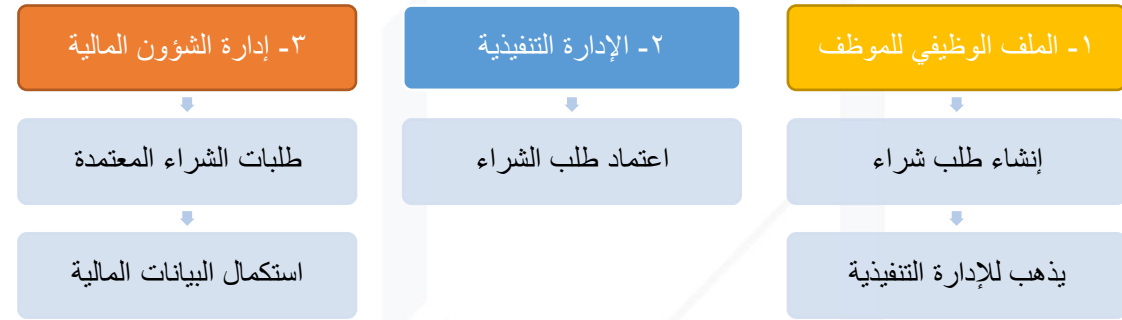 ١- الملف الوظيفي للموظف
إنشاء طلب شراء
يذهب للإدارة التنفيذية
٢- الإدارة التنفيذية
اعتماد طلب الشراء
٣- إدارة الشؤون المالية
طلبات الشراء المعتمدة
استكمال البيانات المالية